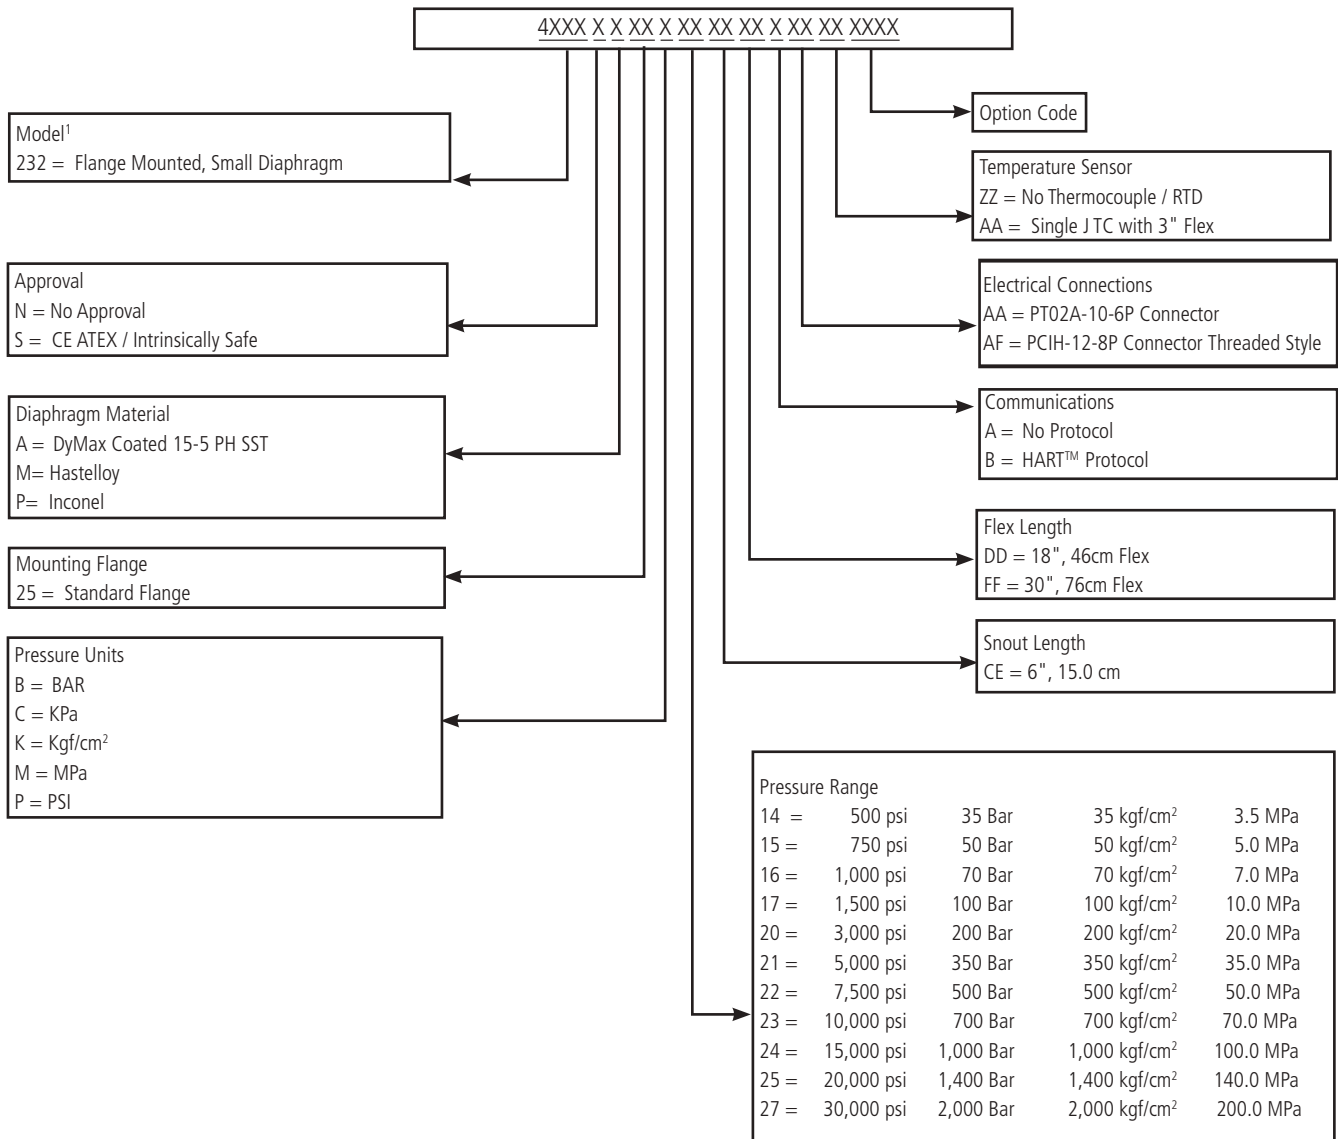 4XXX X X XX X XX XX XX X XX XX XXXX
Model¹
232 = Flange Mounted, Small Diaphragm
Approval
N = No Approval
S = CE ATEX / Intrinsically Safe
Diaphragm Material
A = DyMax Coated 15-5 PH SST
M= Hastelloy
P= Inconel
Mounting Flange
25 = Standard Flange
Pressure Units
B = BAR
C = KPa
K = Kgf/cm²
M = MPa
P = PSI
Option Code
Temperature Sensor
ZZ = No Thermocouple / RTD
AA = Single J TC with 3" Flex
Electrical Connections
AA = PT02A-10-6P Connector
AF = PCIH-12-8P Connector Threaded Style
Communications
A = No Protocol
B = HART™ Protocol
Flex Length
DD = 18", 46cm Flex
FF = 30", 76cm Flex
Snout Length
CE = 6", 15.0 cm
Pressure Range
14 = 500 psi 35 Bar 35 kgf/cm² 3.5 MPa
15 = 750 psi 50 Bar 50 kgf/cm² 5.0 MPa
16 = 1,000 psi 70 Bar 70 kgf/cm² 7.0 MPa
17 = 1,500 psi 100 Bar 100 kgf/cm² 10.0 MPa
20 = 3,000 psi 200 Bar 200 kgf/cm² 20.0 MPa
21 = 5,000 psi 350 Bar 350 kgf/cm² 35.0 MPa
22 = 7,500 psi 500 Bar 500 kgf/cm² 50.0 MPa
23 = 10,000 psi 700 Bar 700 kgf/cm² 70.0 MPa
24 = 15,000 psi 1,000 Bar 1,000 kgf/cm² 100.0 MPa
25 = 20,000 psi 1,400 Bar 1,400 kgf/cm² 140.0 MPa
27 = 30,000 psi 2,000 Bar 2,000 kgf/cm² 200.0 MPa